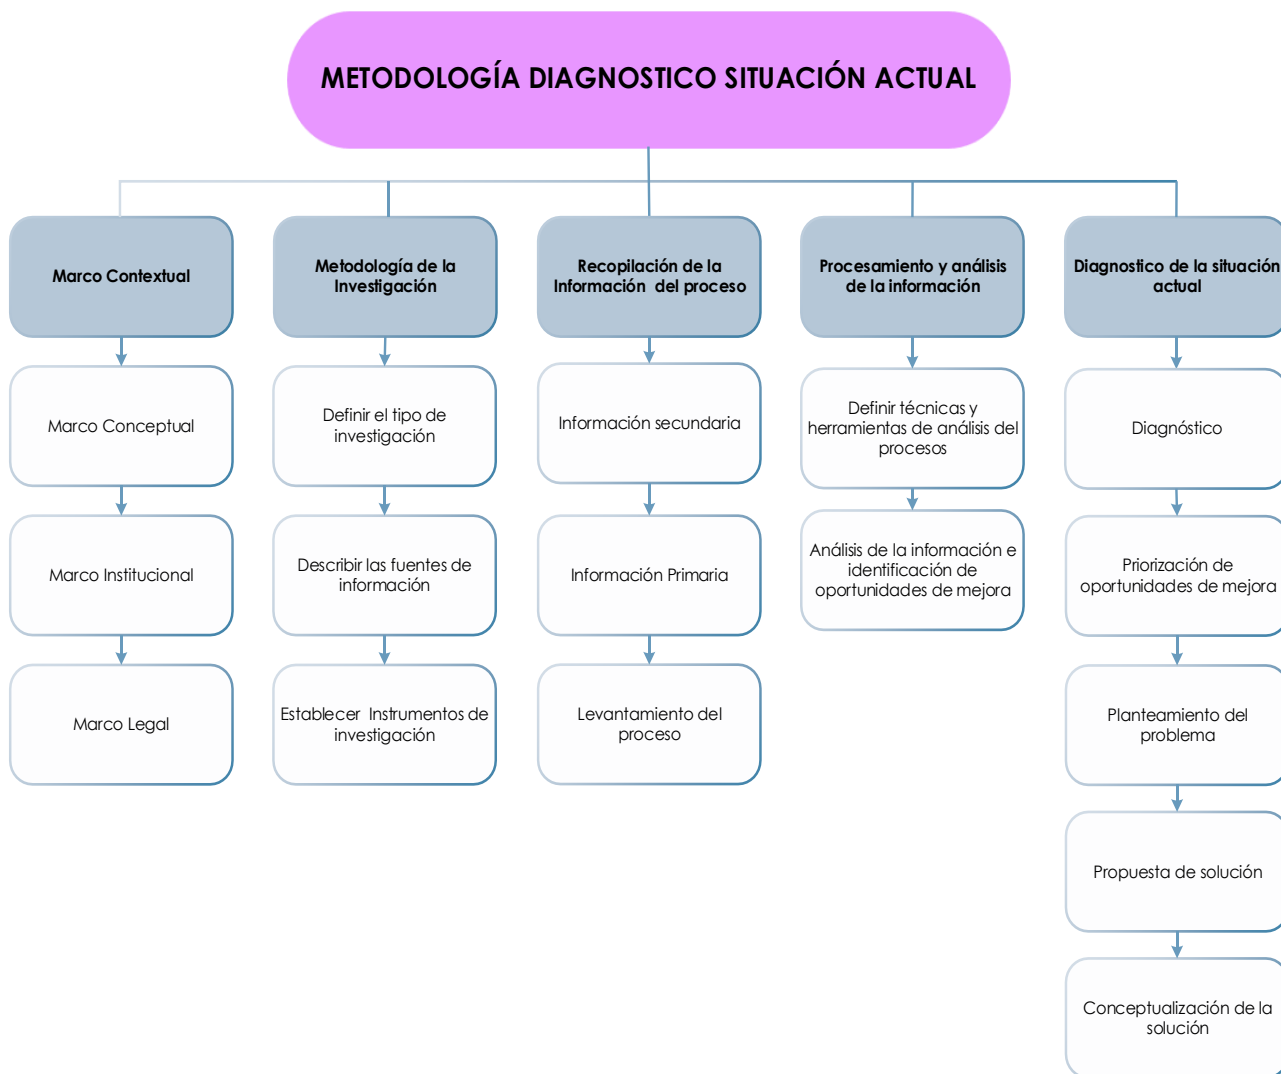 METODOLOGÍA DIAGNOSTICO SITUACIÓN ACTUAL
Marco Contextual
Marco Conceptual
Marco Institucional
Marco Legal
Metodología de la
Investigación
Definir el tipo de
investigación
Describir las fuentes de
información
Establecer Instrumentos de
investigación
Recopilación de la
Información del proceso
Información secundaria
Información Primaria
Levantamiento del
proceso
Procesamiento y análisis
de la información
Definir técnicas y
herramientas de análisis del
procesos
Análisis de la información e
identificación de
oportunidades de mejora
Diagnostico de la situación
actual
Diagnóstico
Priorización de
oportunidades de mejora
Planteamiento del
problema
Propuesta de solución
Conceptualización de la
solución